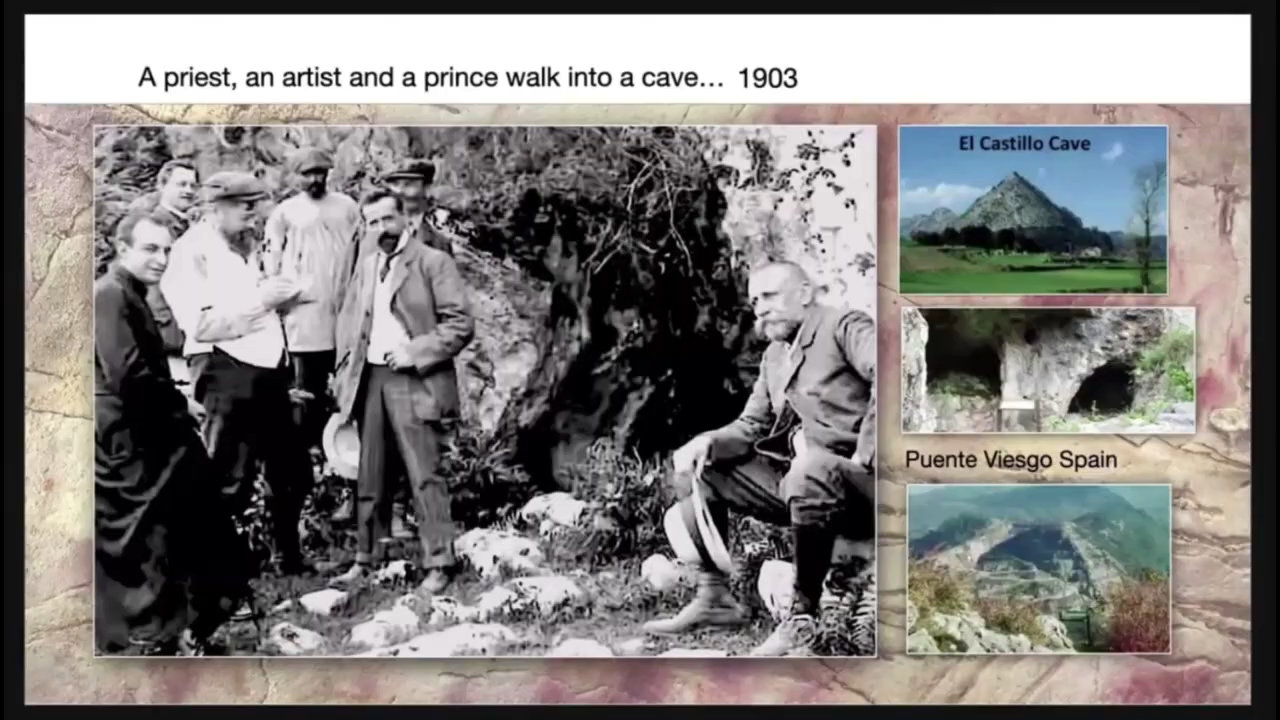 A priest, an artist and a prince walk into a cave… 1903
El Castillo Cave
Puente Viesgo Spain